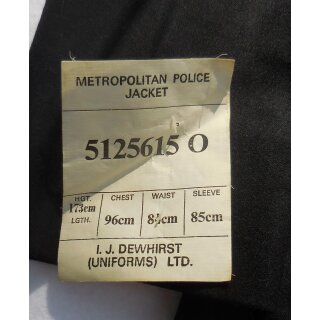 METROPOLITAN POLICE
JACKET
5125615 O
HGT. CHEST WAIST SLEEVE
173cm 96cm 85cm
LGTH.
I. J. DEWHIRST
(UNIFORMS) LTD.